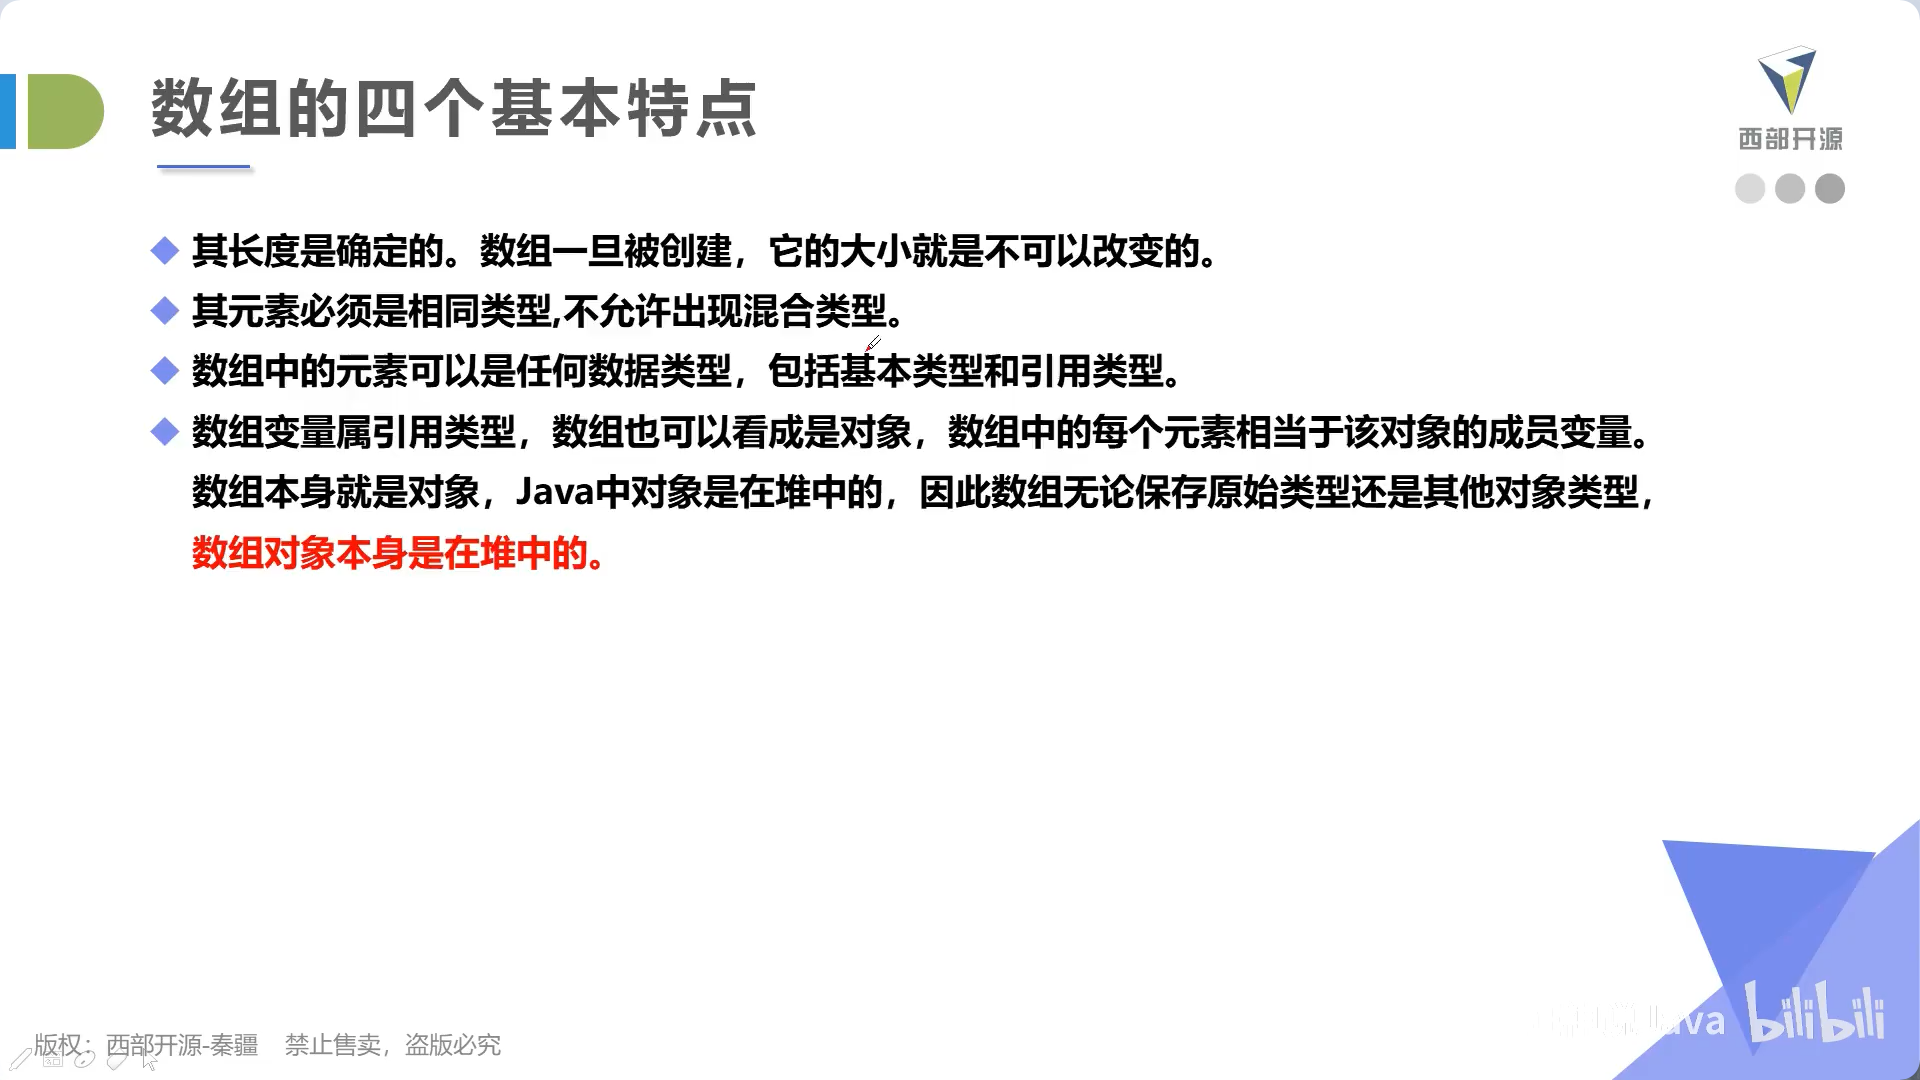 数组的四个基本特点
西部开源
其长度是确定的。数组一旦被创建，它的大小就是不可以改变的。
其元素必须是相同类型,不允许出现混合类型。
数组中的元素可以是任何数据类型，包括基本类型和引用类型。
数组变量属引用类型，数组也可以看成是对象，数组中的每个元素相当于该对象的成员变量。
数组本身就是对象，Java中对象是在堆中的，因此数组无论保存原始类型还是其他对象类型，
数组对象本身是在堆中的。
Java bilibili
版权：西部开源-秦疆 禁止售卖，盗版必究